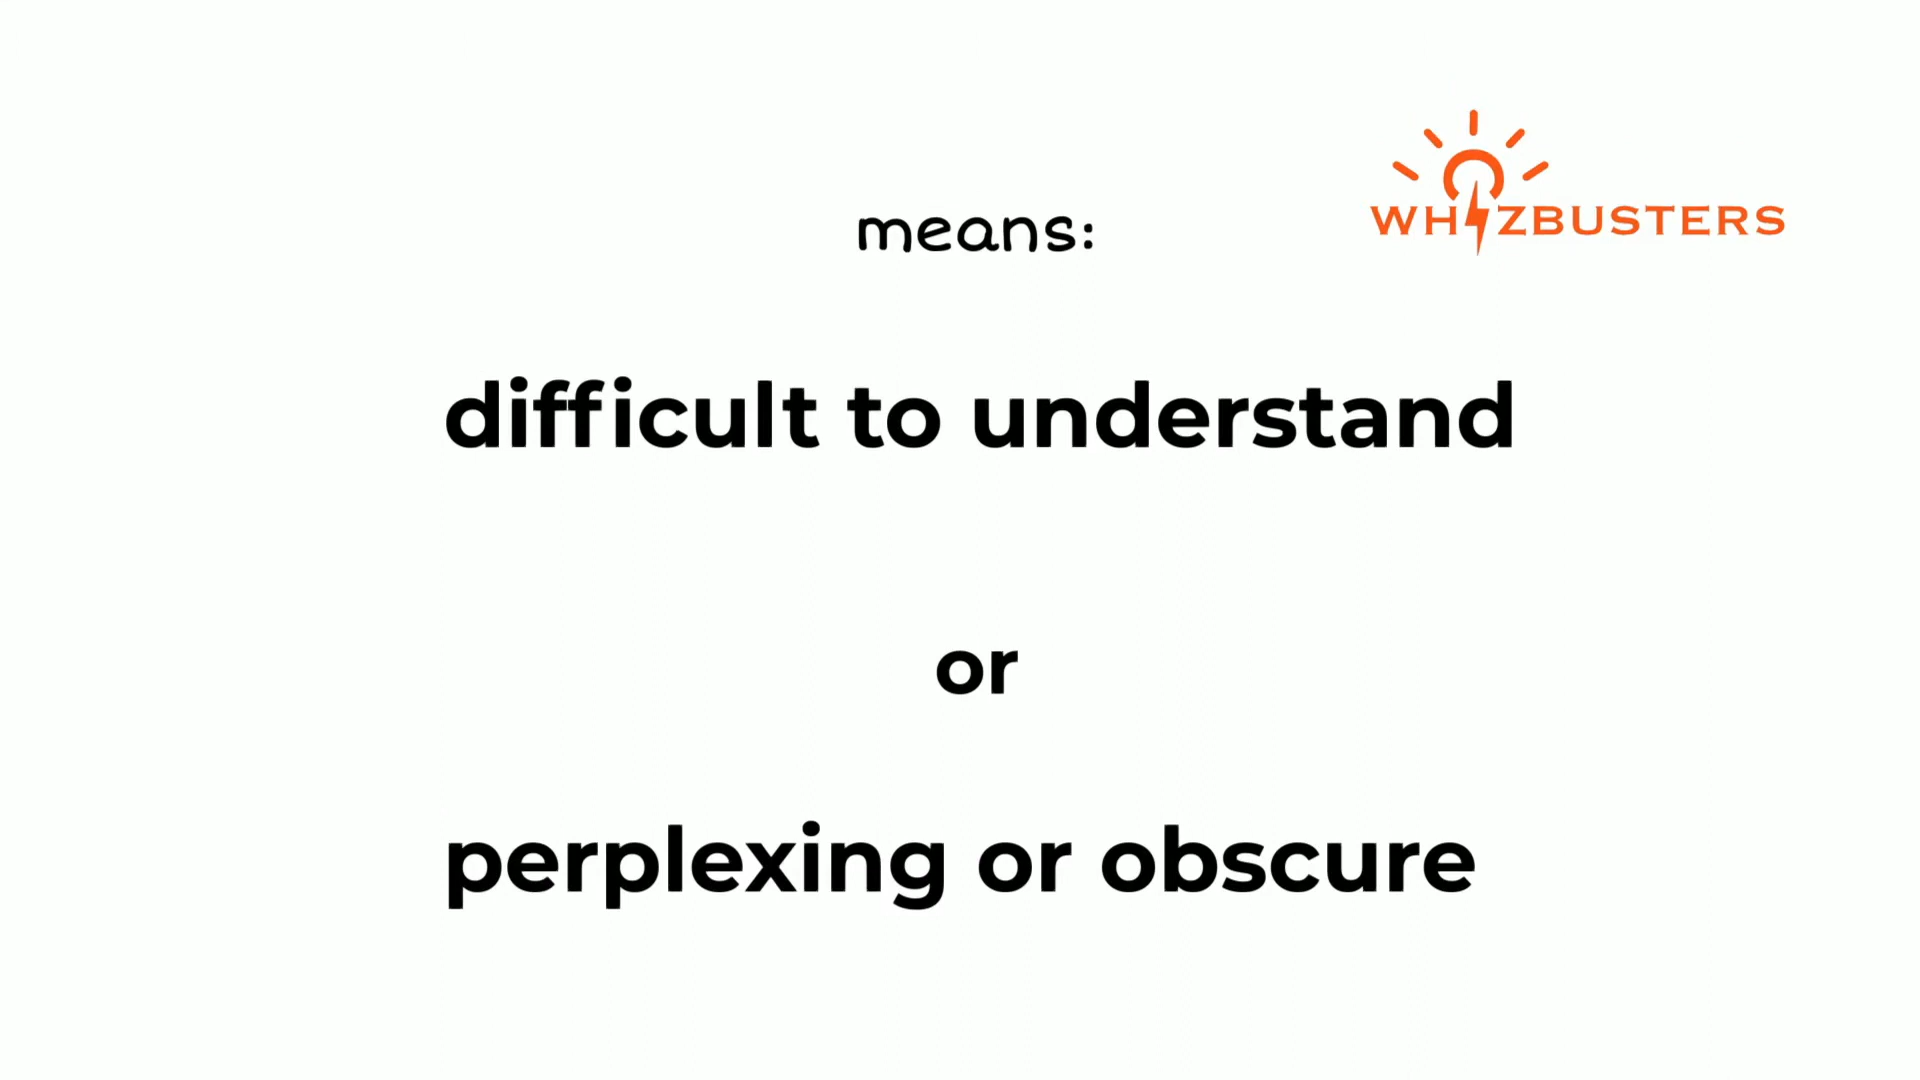 means:
WHIZBUSTERS
difficult to understand
or
perplexing or obscure